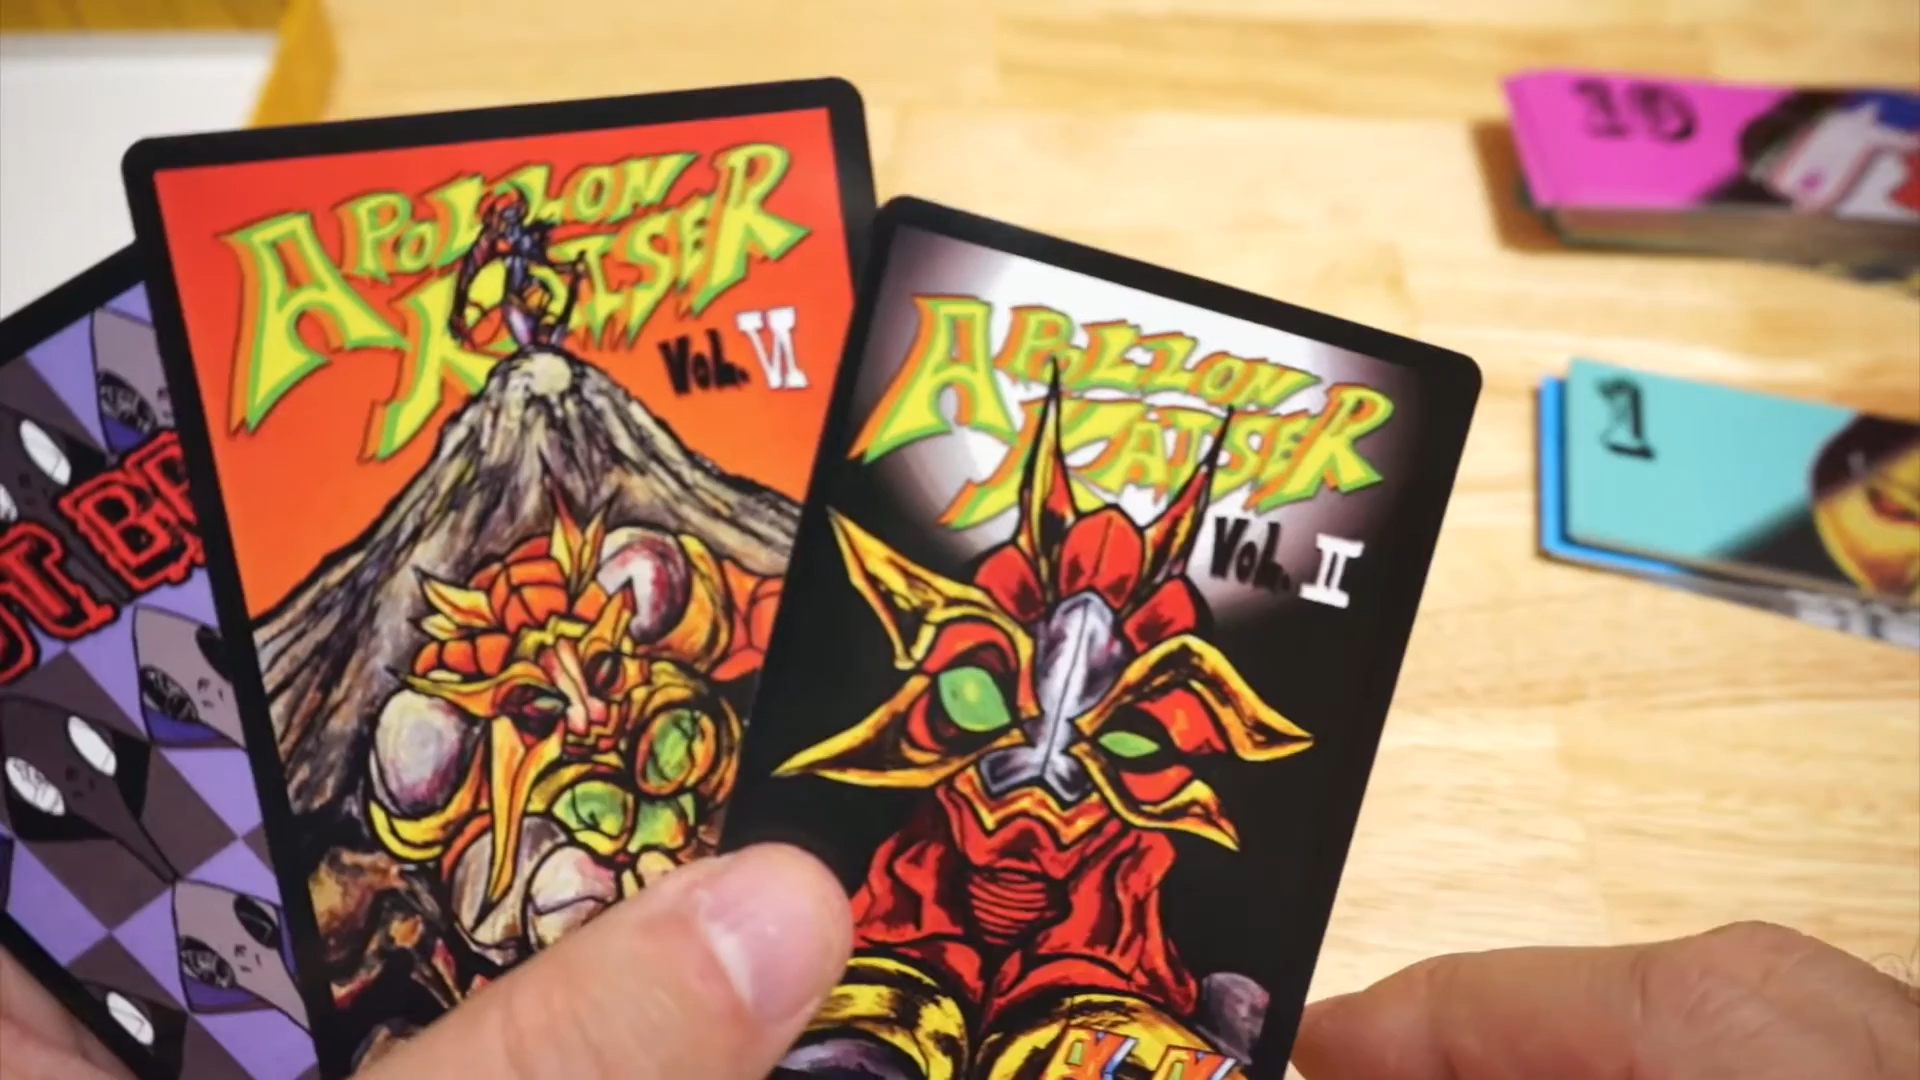 APOLLON
KAISER
VOL. VI
APOLLON
KAISER
VOL. II
10
1